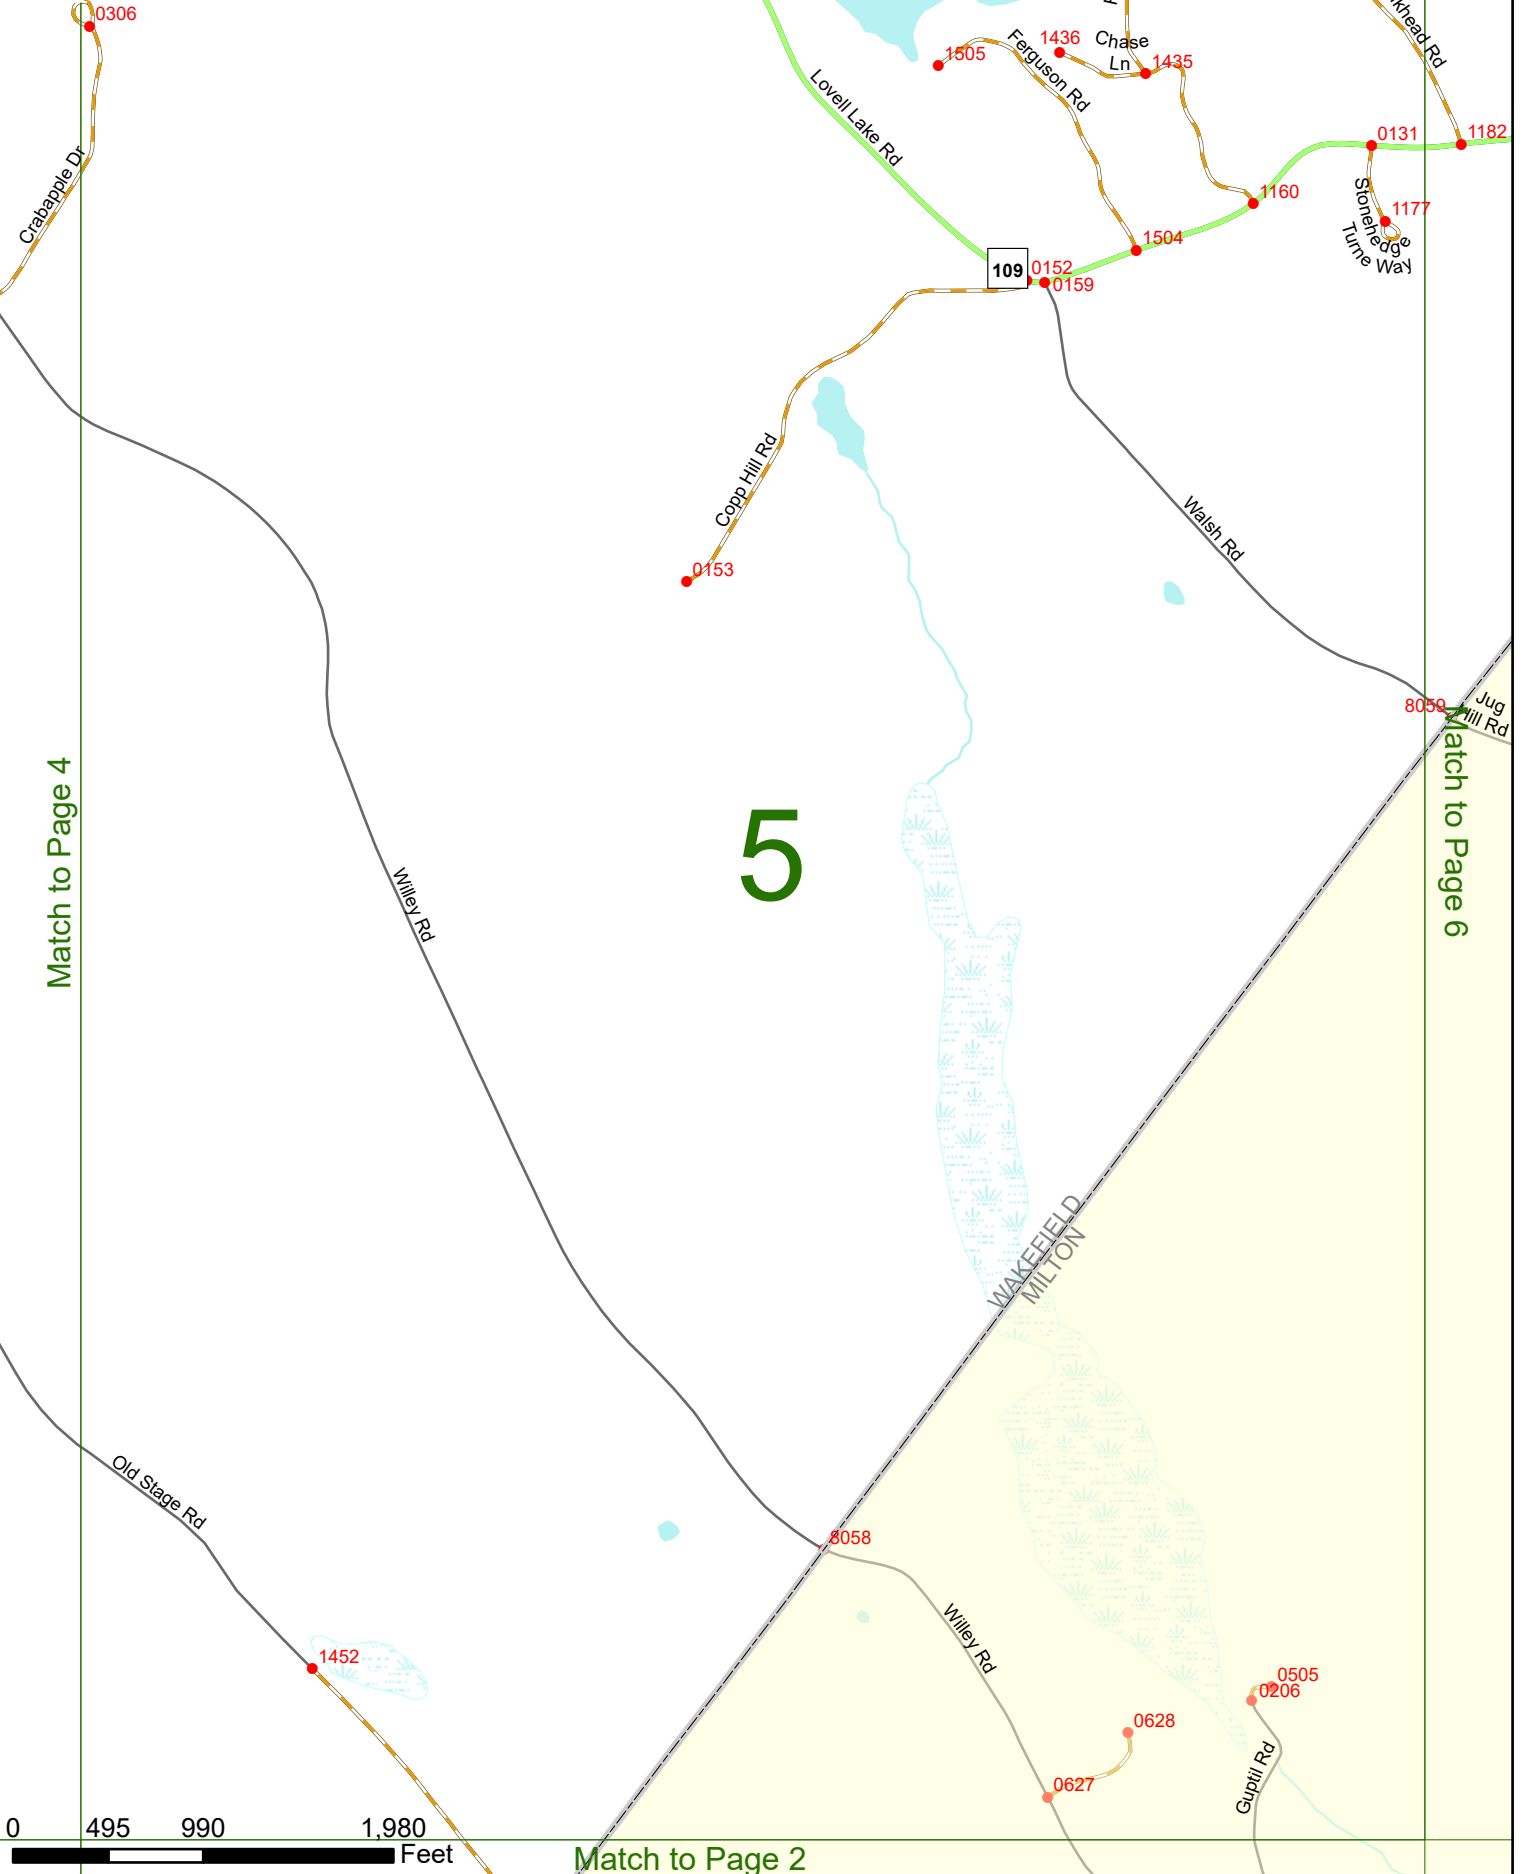 0306
1505
Ferguson Rd
1436
Chase
Ln
1435
Lovell Lake Rd
0131
1182
Crabapple Dr
1160
1177
Stonehedge
Turne Way
1504
109
0152
0159
Copp Hill Rd
Walsh Rd
0153
8059
Jug
Hill Rd
Match to Page 4
5
Match to Page 6
Willey Rd
WAKEFIELD
MILTON
Old Stage Rd
8058
Willey Rd
1452
0505
0206
0628
Guptil Rd
0627
0 495 990 1,980
Feet
Match to Page 2